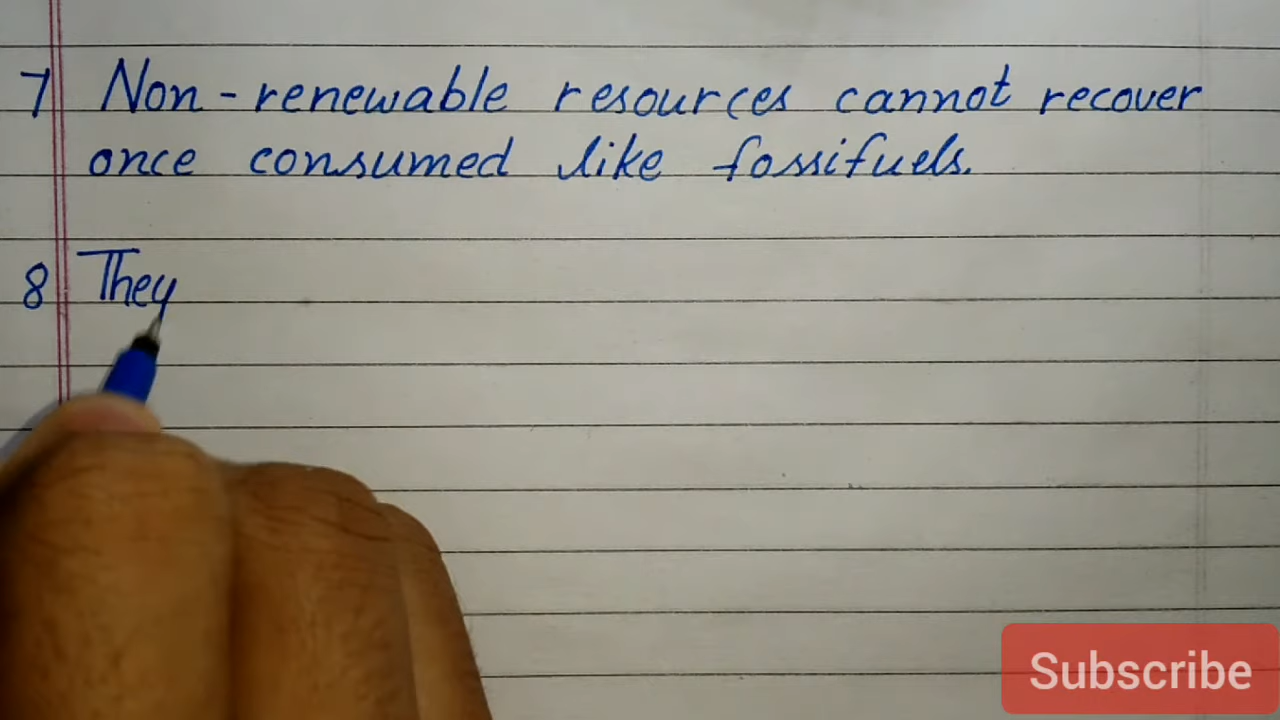 7 Non-renewable resources cannot recover
once consumed like fossifuels.
8 They
Subscribe